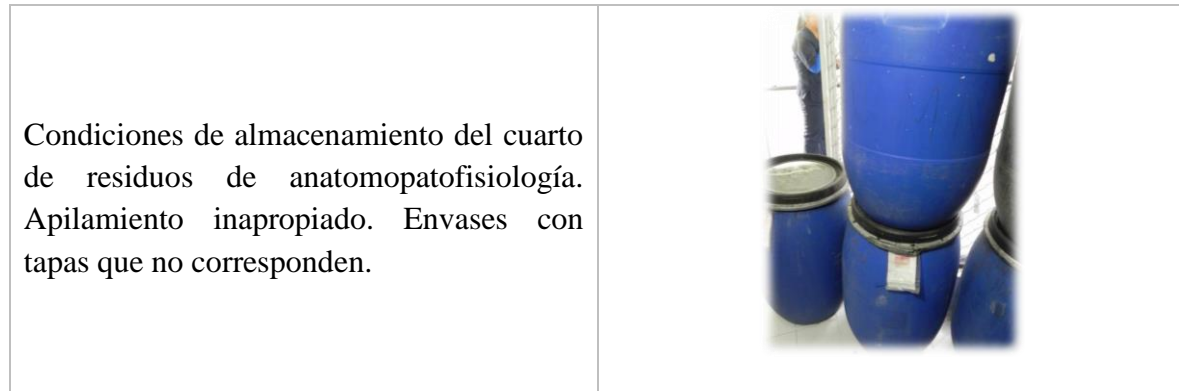 Condiciones de almacenamiento del cuarto
de residuos de anatomopatofisiología.
Apilamiento inapropiado. Envases con
tapas que no corresponden.